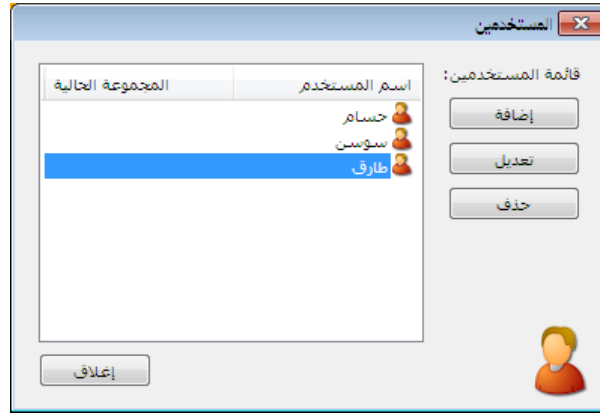 المستخدمين
قائمة المستخدمين:
اسم المستخدم المجموعة الحالية
حسام
سوسن
طارق
إضافة
تعديل
حذف
إغلاق